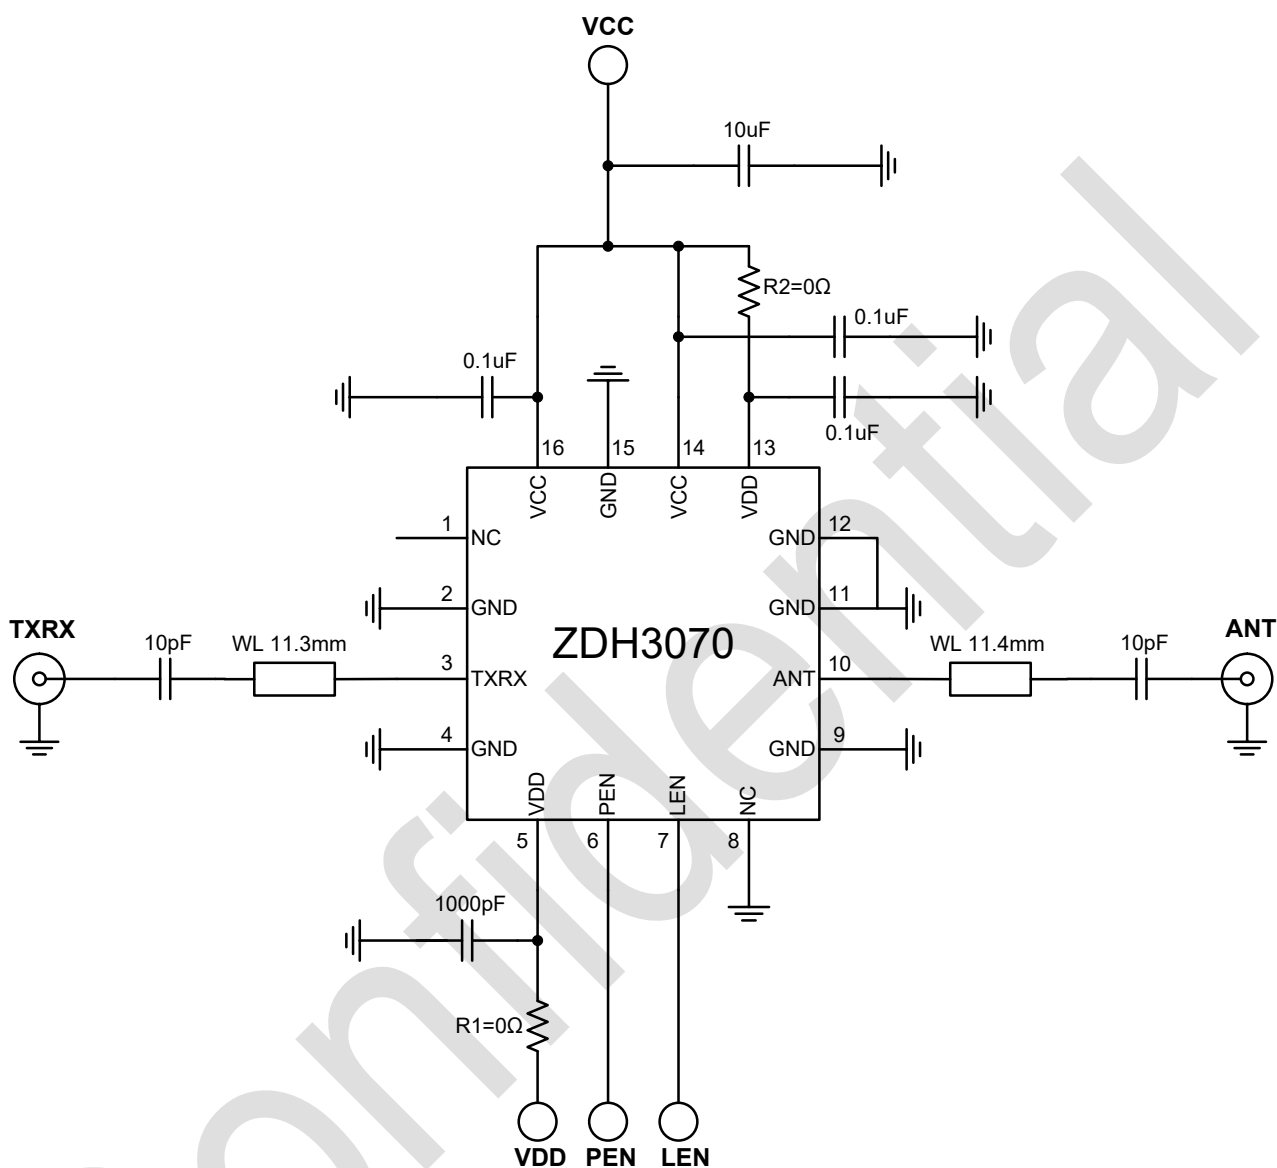 VCC
10uF
R2=0Ω
0.1uF
0.1uF
0.1uF
16
15
14
13
VCC
GND
VCC
VDD
1
NC
GND
12
2
GND
GND
11
TXRX
10pF
WL 11.3mm
3
TXRX
ZDH3070
ANT
10
WL 11.4mm
10pF
ANT
4
GND
GND
9
VDD
PEN
LEN
NC
5
6
7
8
1000pF
R1=0Ω
VDD
PEN
LEN
onfidential